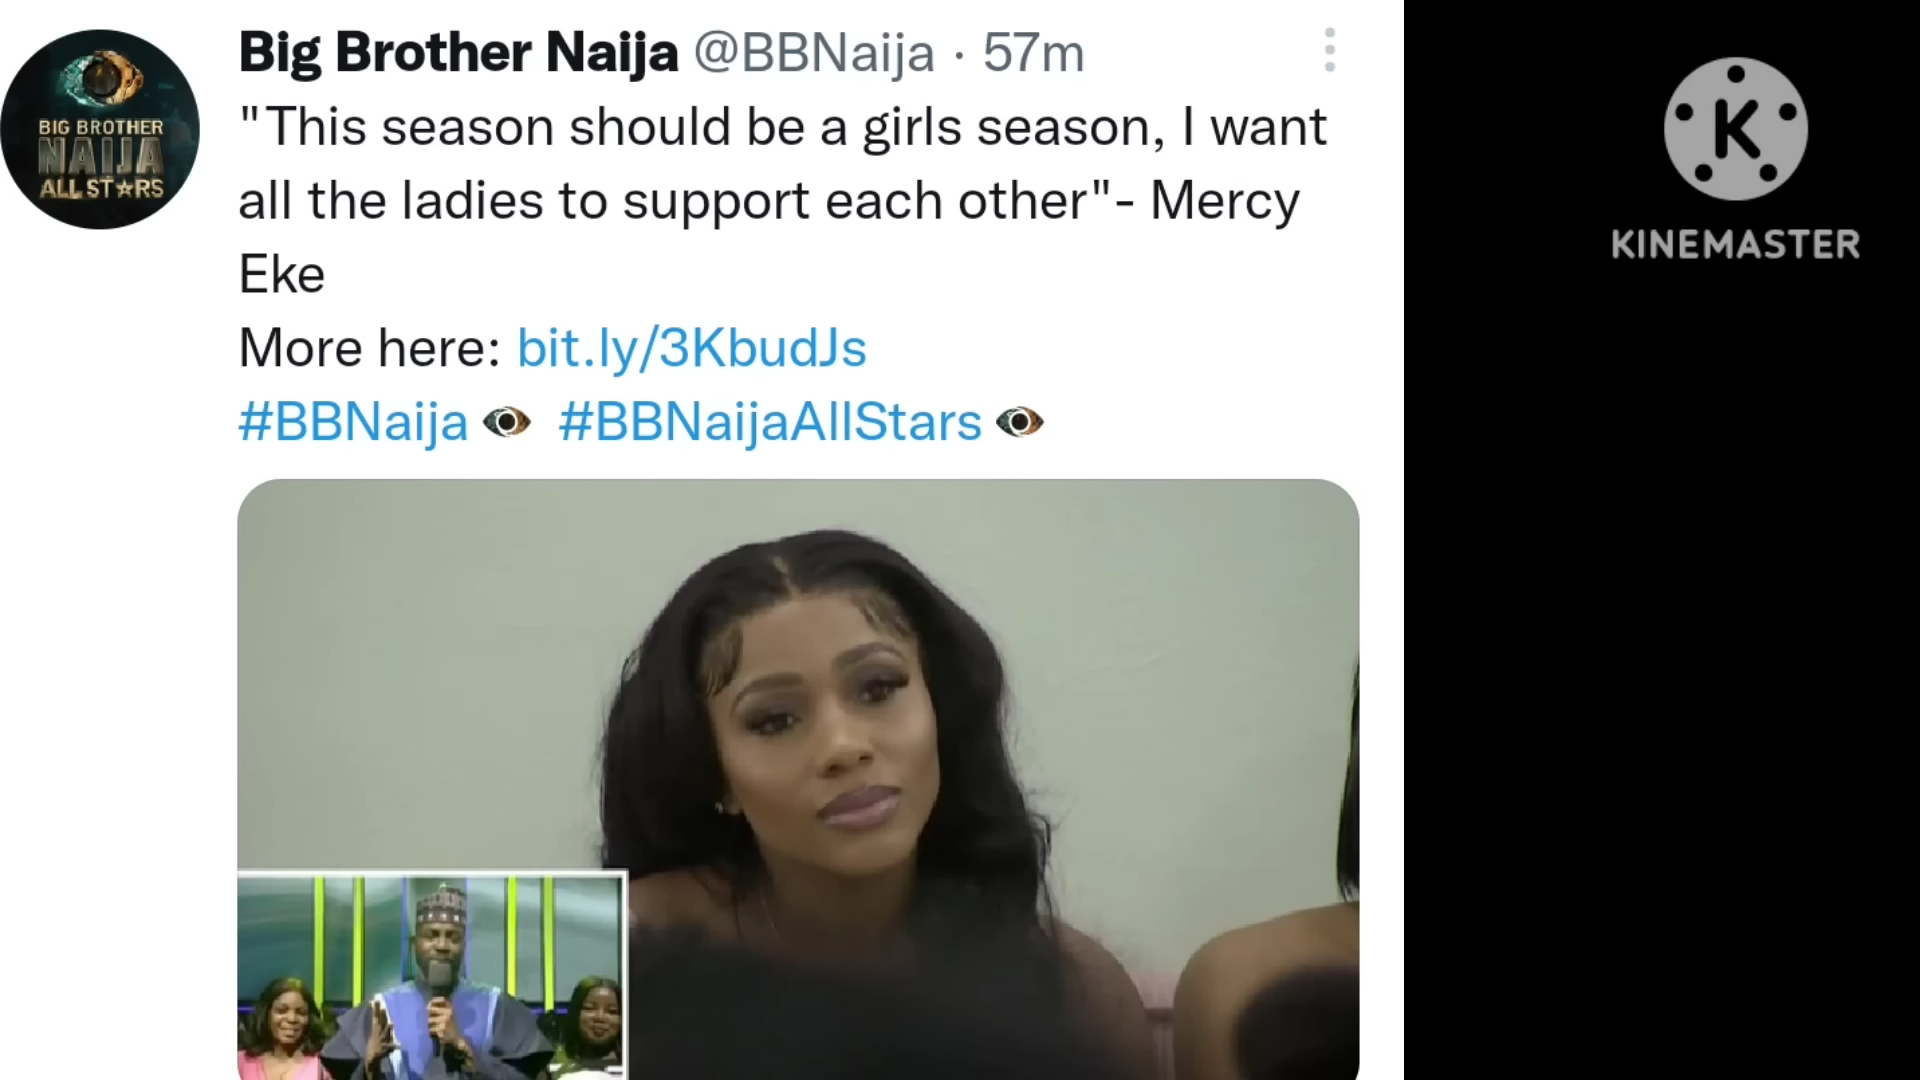 Big Brother Naija @BBNaija · 57m
"This season should be a girls season, I want
all the ladies to support each other"- Mercy
Eke
More here: bit.ly/3KbudJs
#BBNaija #BBNaijaAllStars
BIG BROTHER
NAIJA
ALL ST★RS
K
KINEMASTER